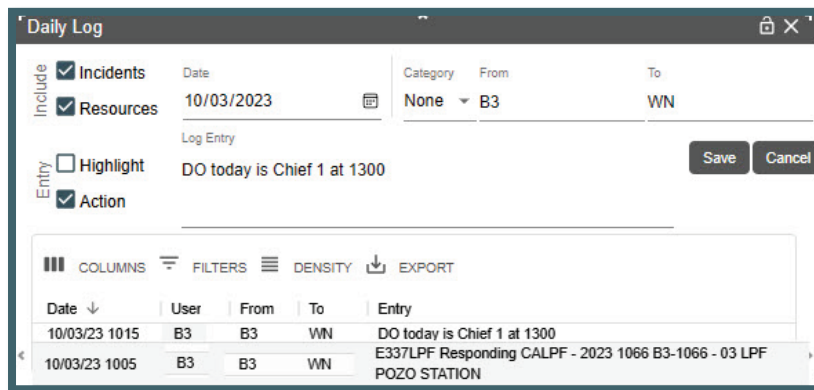 Daily Log
Include
Incidents
Resources
Date
10/03/2023
Category
None
From
B3
To
WN
Entry
Highlight
Action
Log Entry
DO today is Chief 1 at 1300
Save
Cancel
COLUMNS FILTERS DENSITY EXPORT
Date User From To Entry
10/03/23 1015 B3 B3 WN DO today is Chief 1 at 1300
10/03/23 1005 B3 B3 WN E337LPF Responding CALPF - 2023 1066 B3-1066 - 03 LPF
POZO STATION